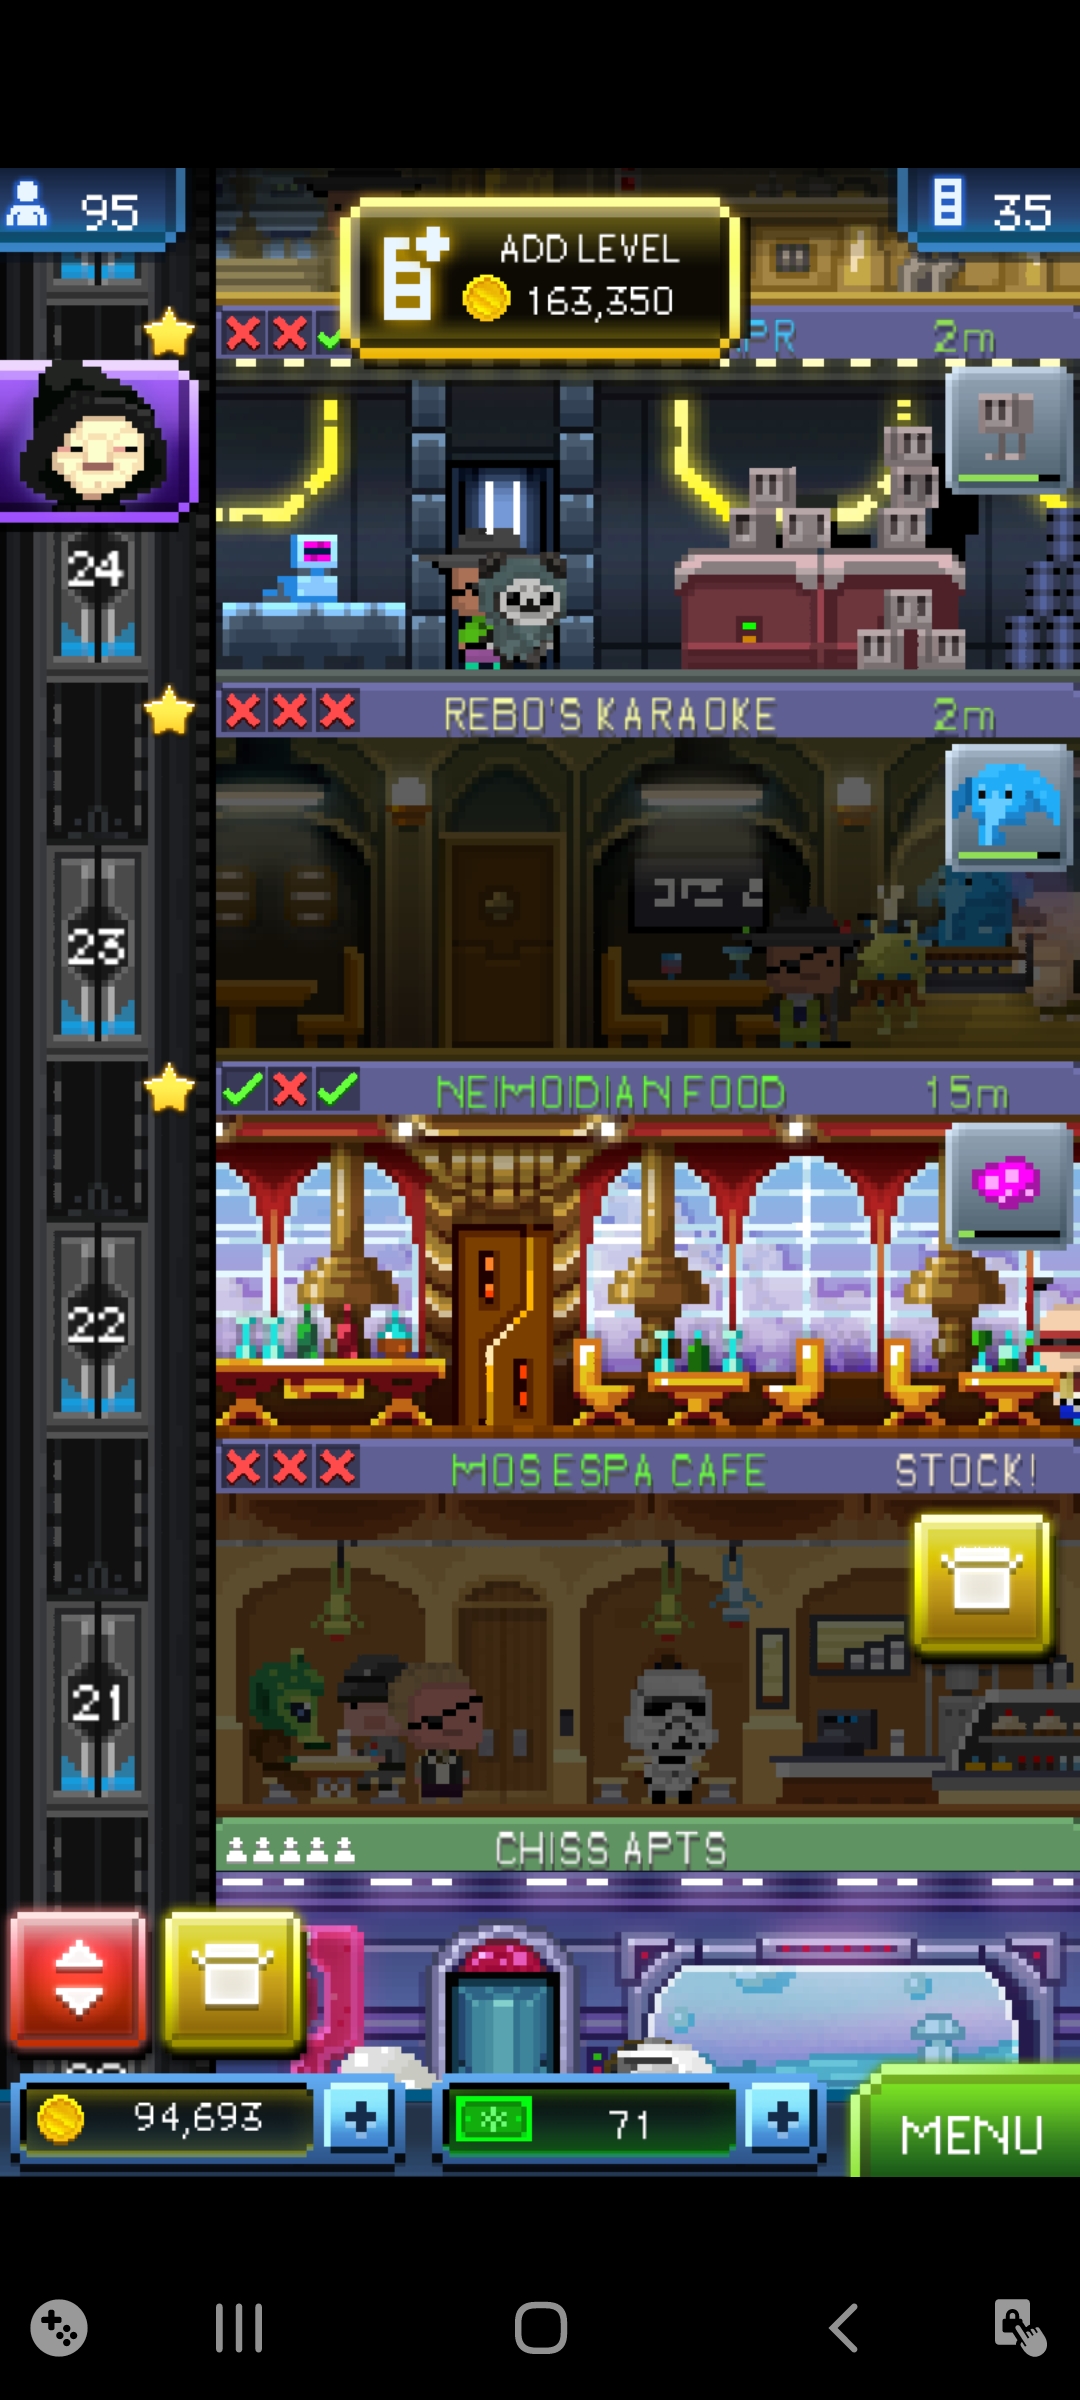 95
35
ADD LEVEL
163,350
PR
2m
24
REBO'S KARAOKE
2m
23
NEIMOIDIAN FOOD
15m
22
MOS ESPA CAFE
STOCK!
21
CHISS APTS
94,693
71
MENU